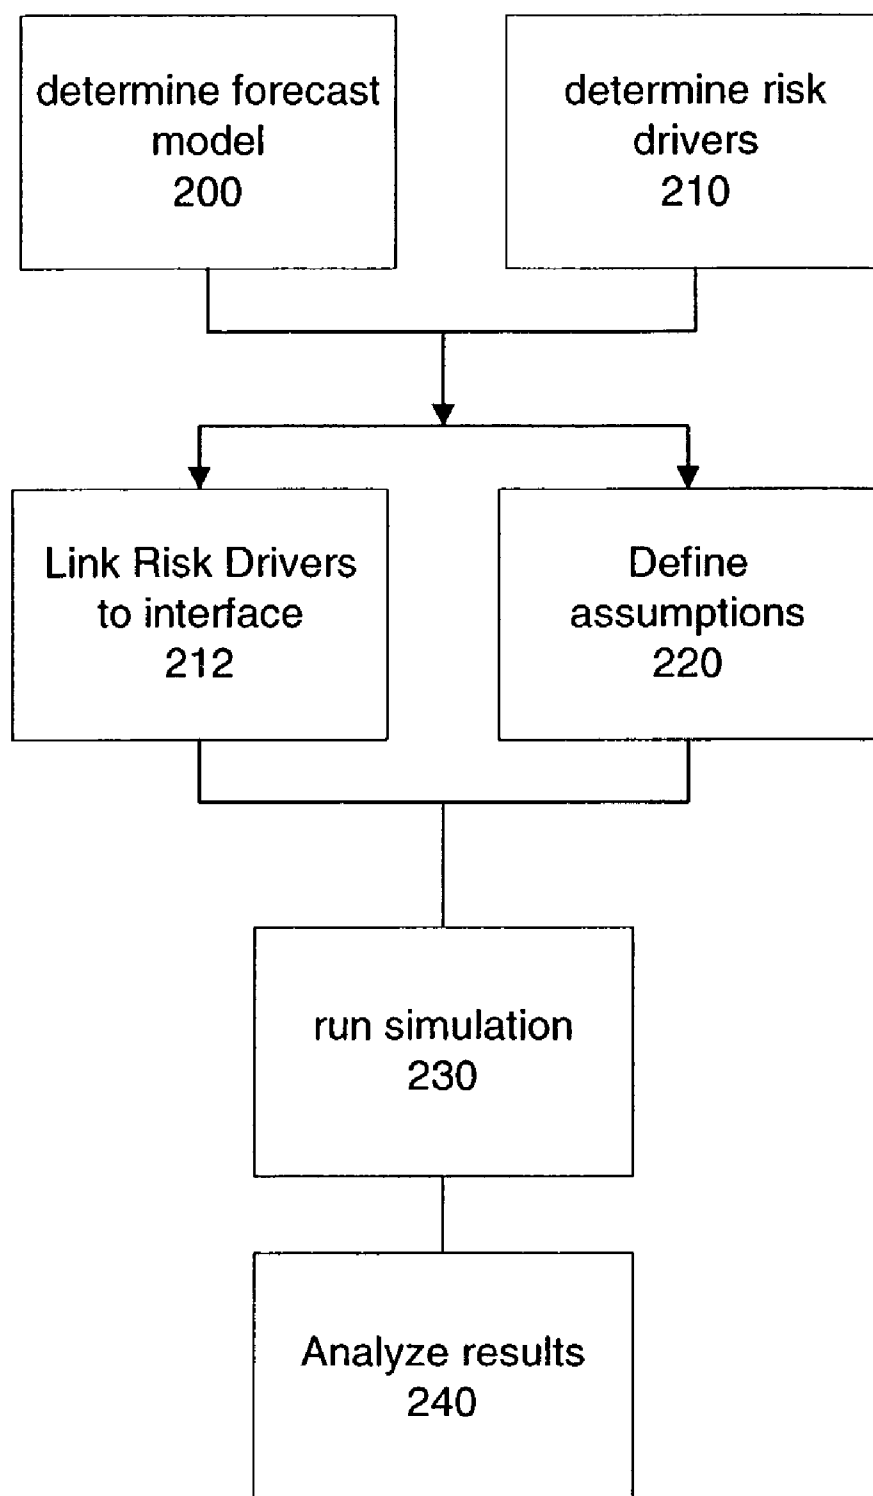 determine forecast
model
200
determine risk
drivers
210
Link Risk Drivers
to interface
212
Define
assumptions
220
run simulation
230
Analyze results
240